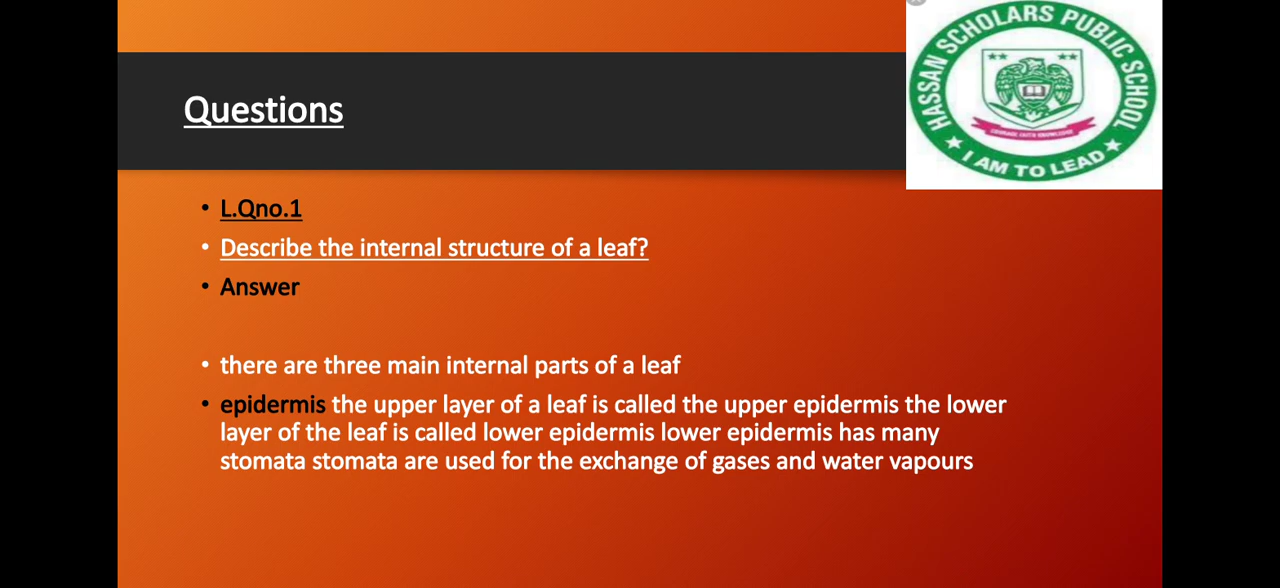 HASSAN SCHOLARS PUBLIC SCHOOL
I AM TO LEAD
Questions
• L.Qno.1
• Describe the internal structure of a leaf?
• Answer
• there are three main internal parts of a leaf
• epidermis the upper layer of a leaf is called the upper epidermis the lower
layer of the leaf is called lower epidermis lower epidermis has many
stomata stomata are used for the exchange of gases and water vapours